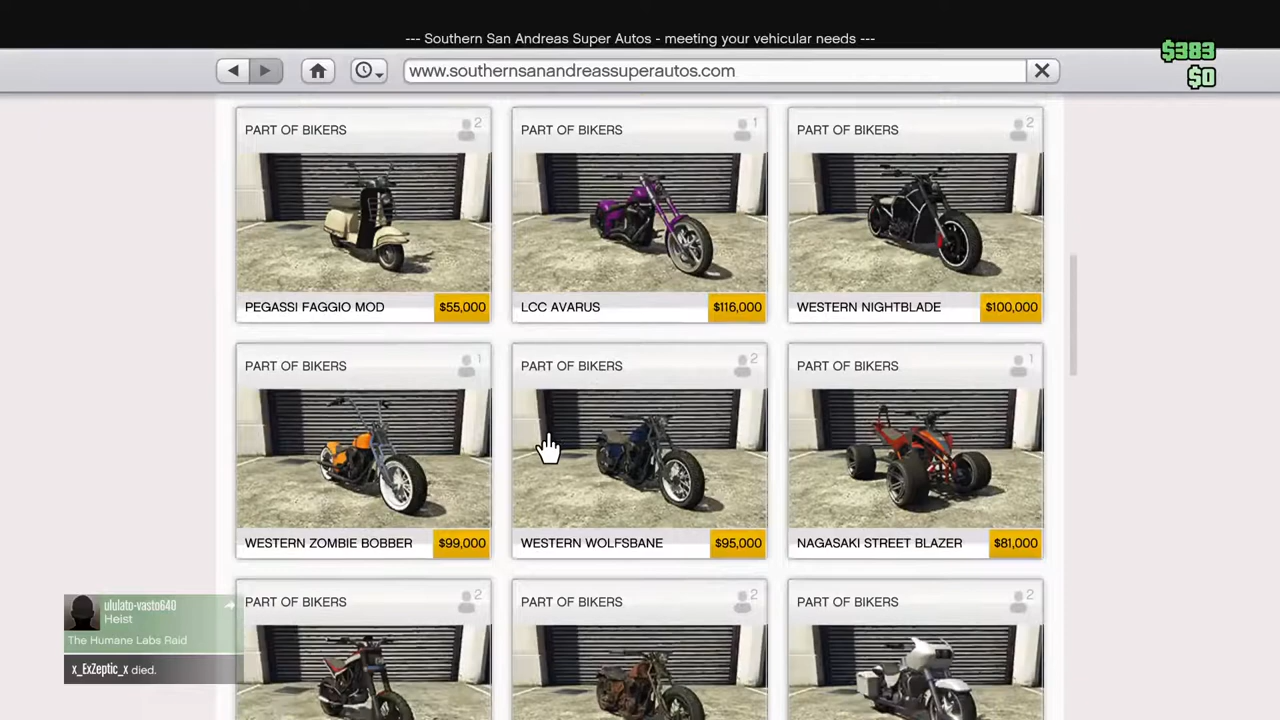 --- Southern San Andreas Super Autos - meeting your vehicular needs ---
$383
$0
www.southernsanandreassuperautos.com
PART OF BIKERS 2
PART OF BIKERS 1
PART OF BIKERS 2
PEGASSI FAGGIO MOD $55,000
LCC AVARUS $116,000
WESTERN NIGHTBLADE $100,000
PART OF BIKERS 1
PART OF BIKERS 2
PART OF BIKERS 1
WESTERN ZOMBIE BOBBER $99,000
WESTERN WOLFSBANE $95,000
NAGASAKI STREET BLAZER $81,000
PART OF BIKERS 2
PART OF BIKERS 2
PART OF BIKERS 2
ululato-vasto640
Heist
The Humane Labs Raid
x_ExZeptic_x died.